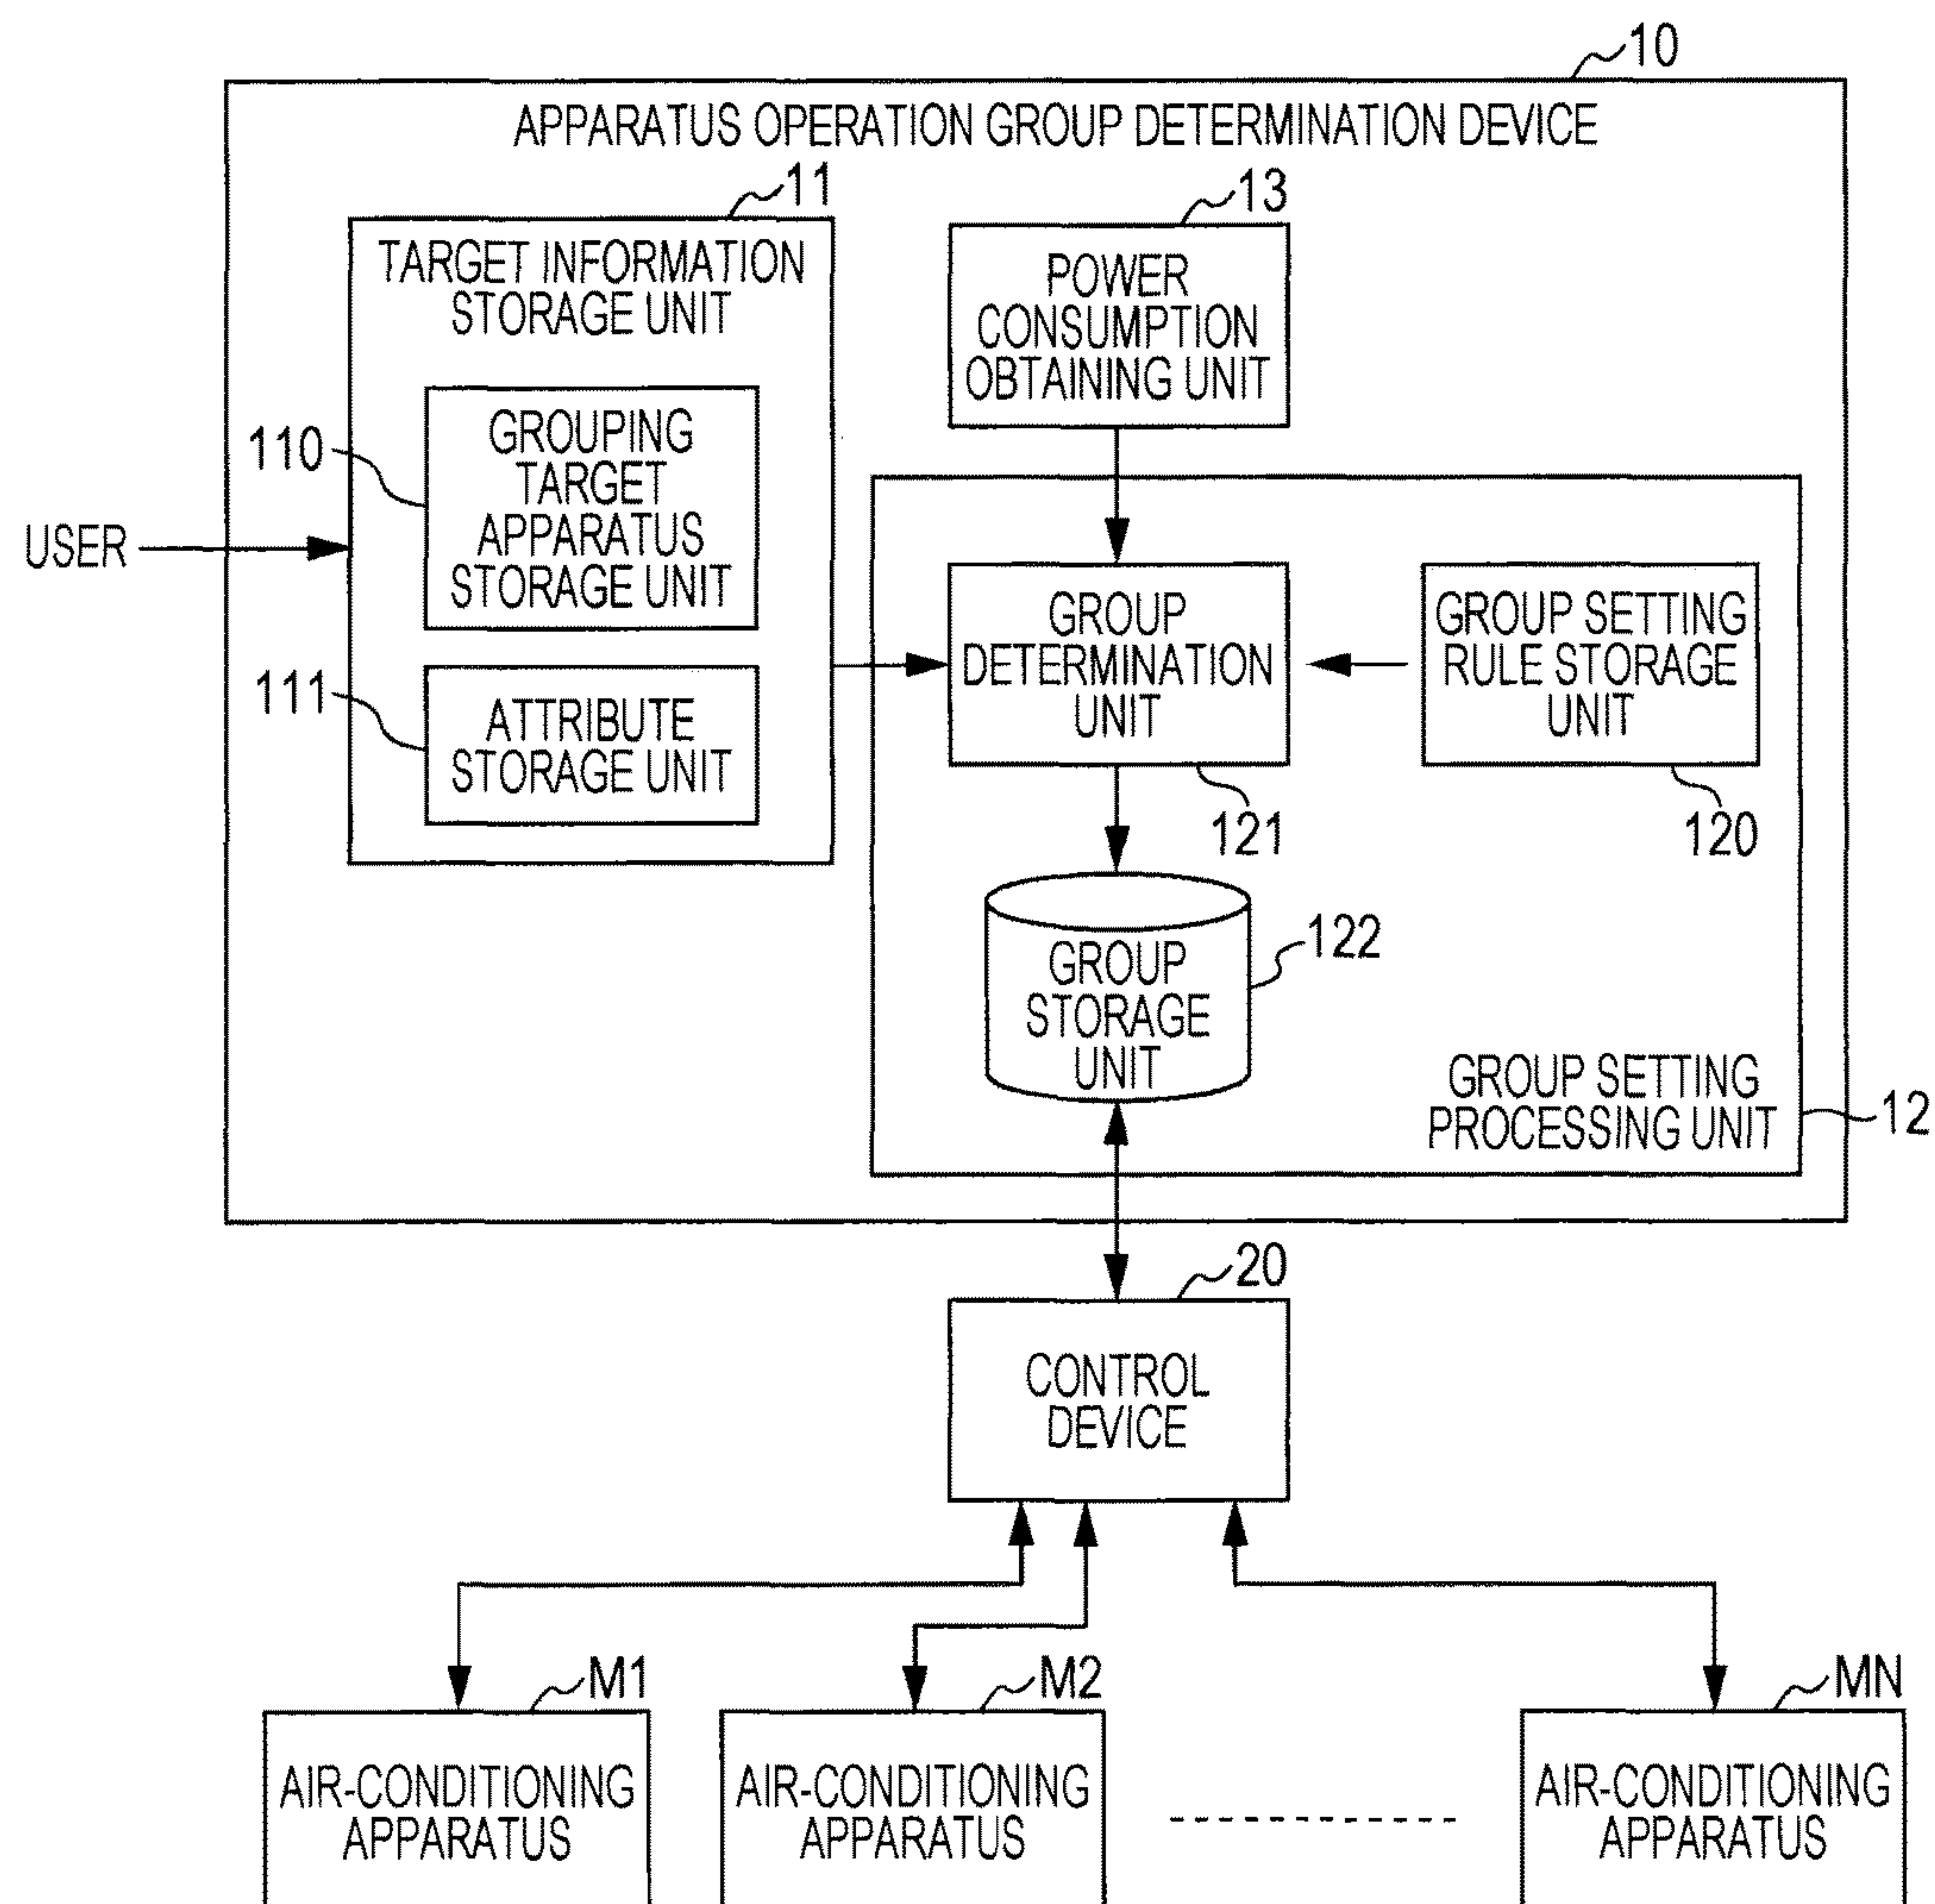 10
APPARATUS OPERATION GROUP DETERMINATION DEVICE
11
TARGET INFORMATION
STORAGE UNIT
13
POWER
CONSUMPTION
OBTAINING UNIT
110
GROUPING
TARGET
APPARATUS
STORAGE UNIT
USER
111
ATTRIBUTE
STORAGE UNIT
GROUP
DETERMINATION
UNIT
121
GROUP SETTING
RULE STORAGE
UNIT
120
GROUP
STORAGE
UNIT
122
GROUP SETTING
PROCESSING UNIT
12
20
CONTROL
DEVICE
M1
AIR-CONDITIONING
APPARATUS
M2
AIR-CONDITIONING
APPARATUS
MN
AIR-CONDITIONING
APPARATUS